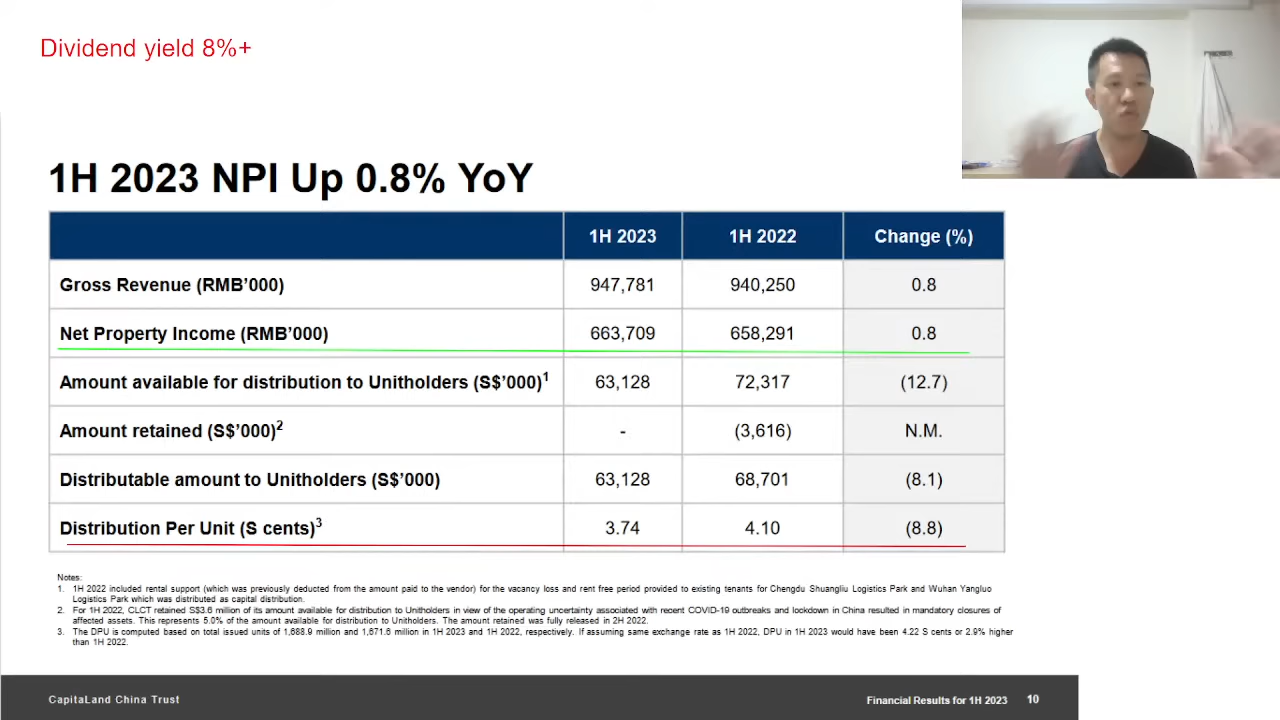 Dividend yield 8%+
1H 2023 NPI Up 0.8% YoY
1H 2023 1H 2022 Change (%)
Gross Revenue (RMB'000) 947,781 940,250 0.8
Net Property Income (RMB'000) 663,709 658,291 0.8
Amount available for distribution to Unitholders (S$'000)1 63,128 72,317 (12.7)
Amount retained (S$'000)2 - (3,616) N.M.
Distributable amount to Unitholders (S$'000) 63,128 68,701 (8.1)
Distribution Per Unit (S cents)3 3.74 4.10 (8.8)
Notes:
1. 1H 2022 included rental support (which was previously deducted from the amount paid to the vendor) for the vacancy loss and rent free period provided to existing tenants for Chengdu Shuangliu Logistics Park and Wuhan Yangluo
Logistics Park which was distributed as capital distribution.
2. For 1H 2022, CLCT retained S$3.6 million of its amount available for distribution to Unitholders in view of the operating uncertainty associated with recent COVID-19 outbreaks and lockdown in China resulted in mandatory closures of
affected assets. This represents 5.0% of the amount available for distribution to Unitholders. The amount retained was fully released in 2H 2022.
3. The DPU is computed based on total issued units of 1,688.9 million and 1,671.6 million in 1H 2023 and 1H 2022, respectively. If assuming same exchange rate as 1H 2022, DPU in 1H 2023 would have been 4.22 S cents or 2.9% higher
than 1H 2022.
CapitaLand China Trust Financial Results for 1H 2023 10